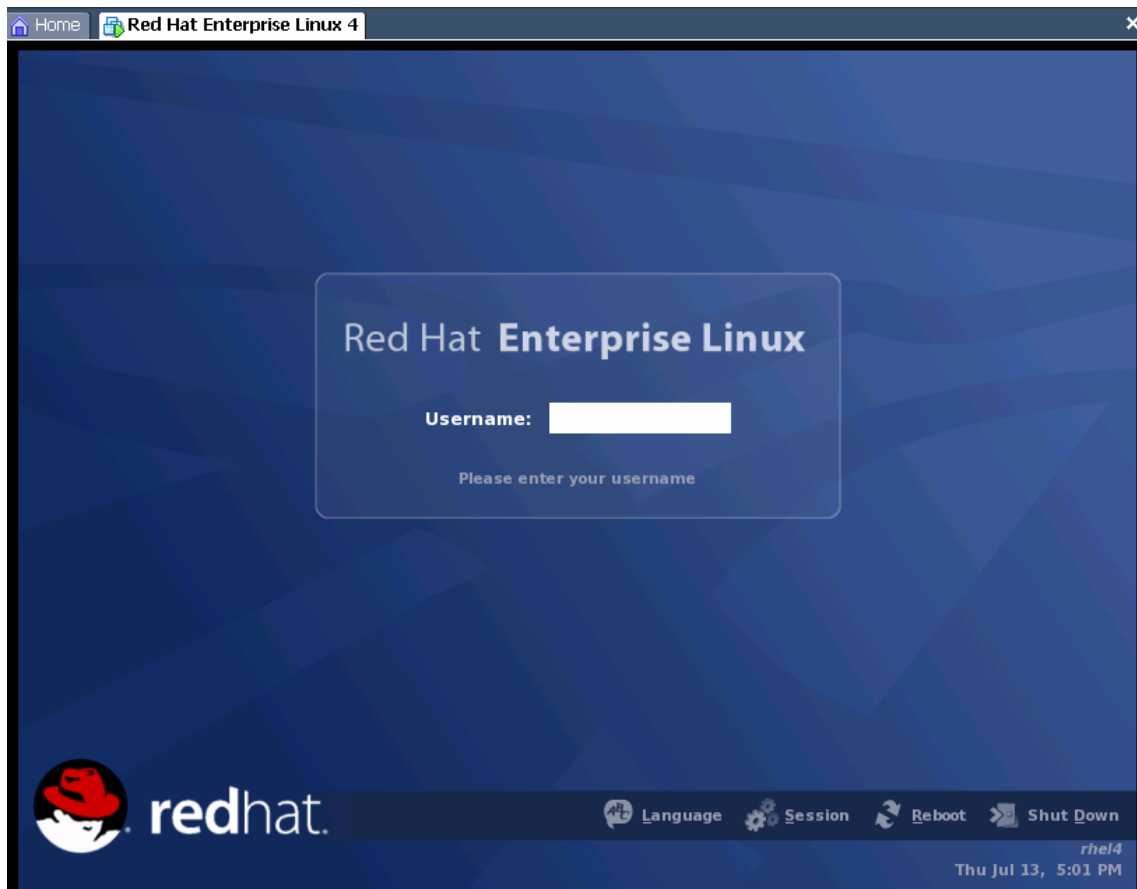 Home Red Hat Enterprise Linux 4
Red Hat Enterprise Linux
Username:
Please enter your username
redhat.
Language Session Reboot Shut Down
rhel4
Thu Jul 13, 5:01 PM